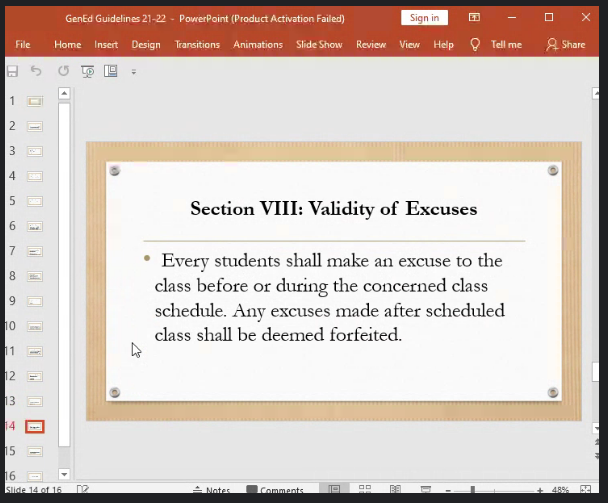 GenEd Guidelines 21-22 - PowerPoint (Product Activation Failed)
Sign in
File Home Insert Design Transitions Animations Slide Show Review View Help Tell me Share
1
2
3
4
5
6
7
8
9
10
11
12
13
14
15
16
Section VIII: Validity of Excuses
Every students shall make an excuse to the
class before or during the concerned class
schedule. Any excuses made after scheduled
class shall be deemed forfeited.
Slide 14 of 16 Notes Comments 48%